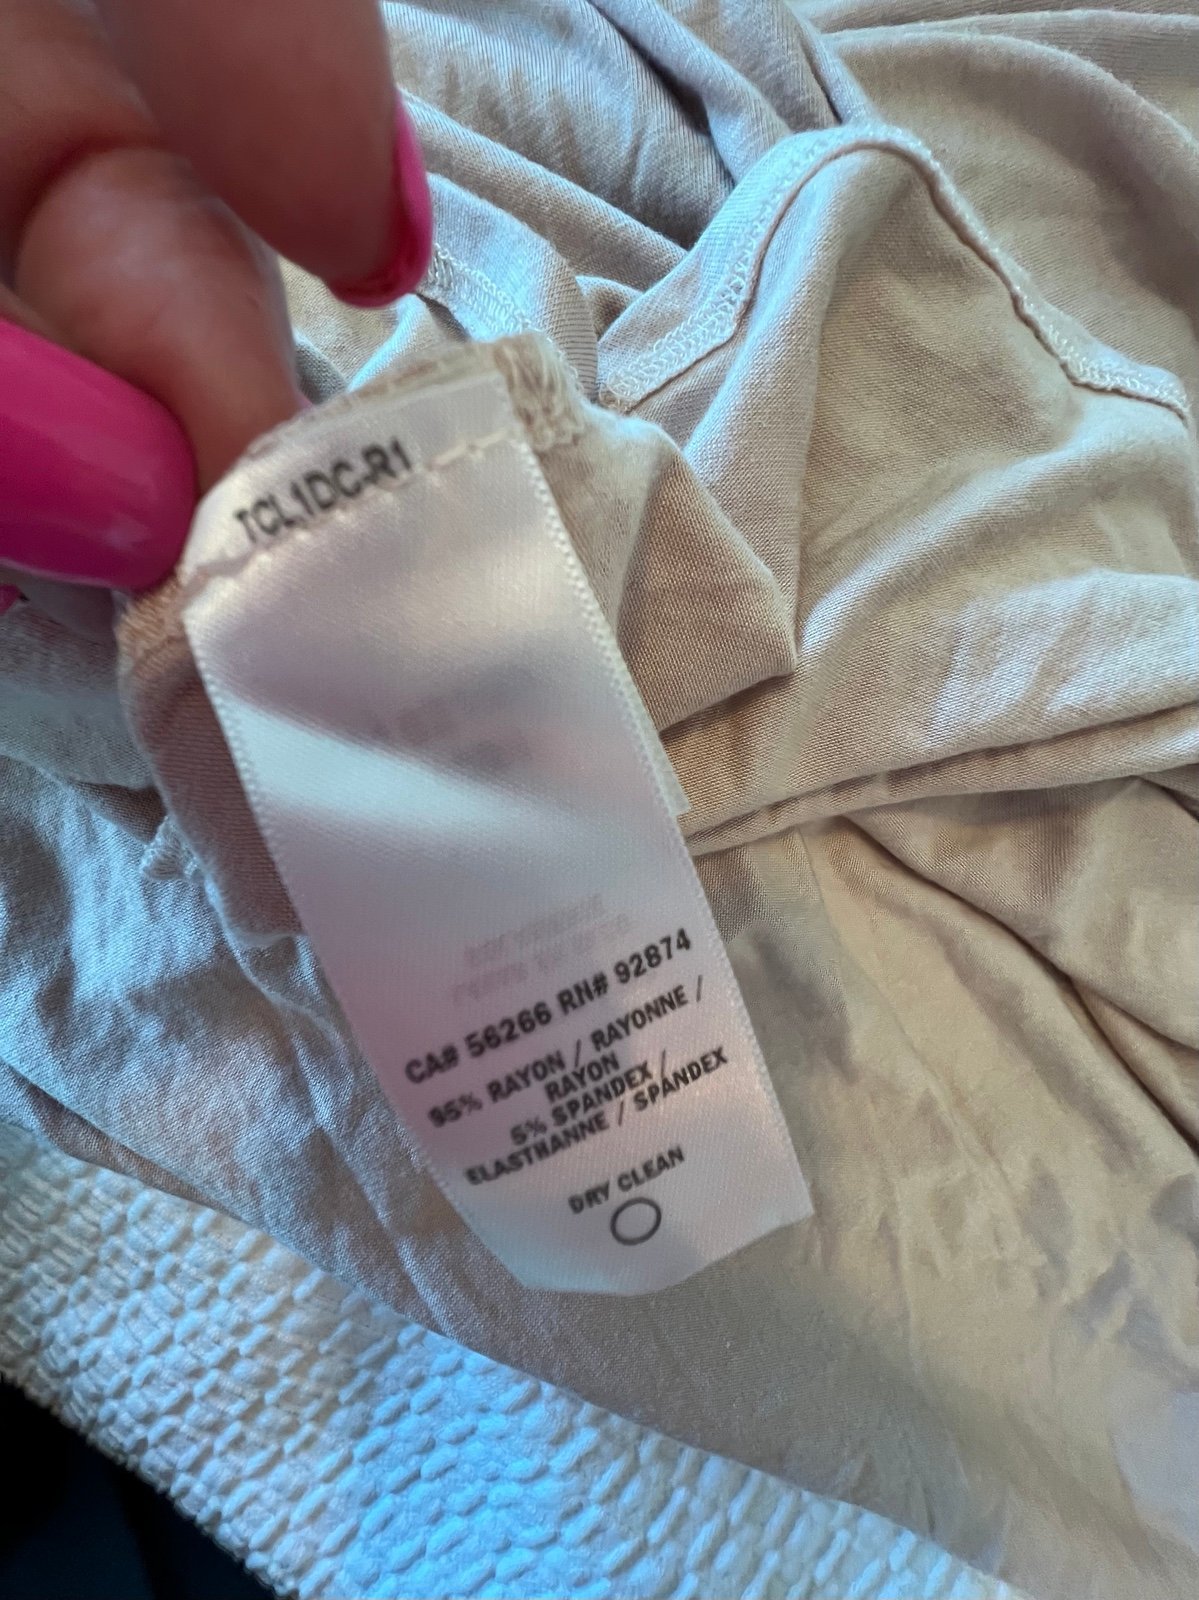 TCL1DC-R1
CA# 56266 RN# 92874
95% RAYON / RAYONNE /
RAYON
5% SPANDEX /
ELASTHANNE / SPANDEX
DRY CLEAN